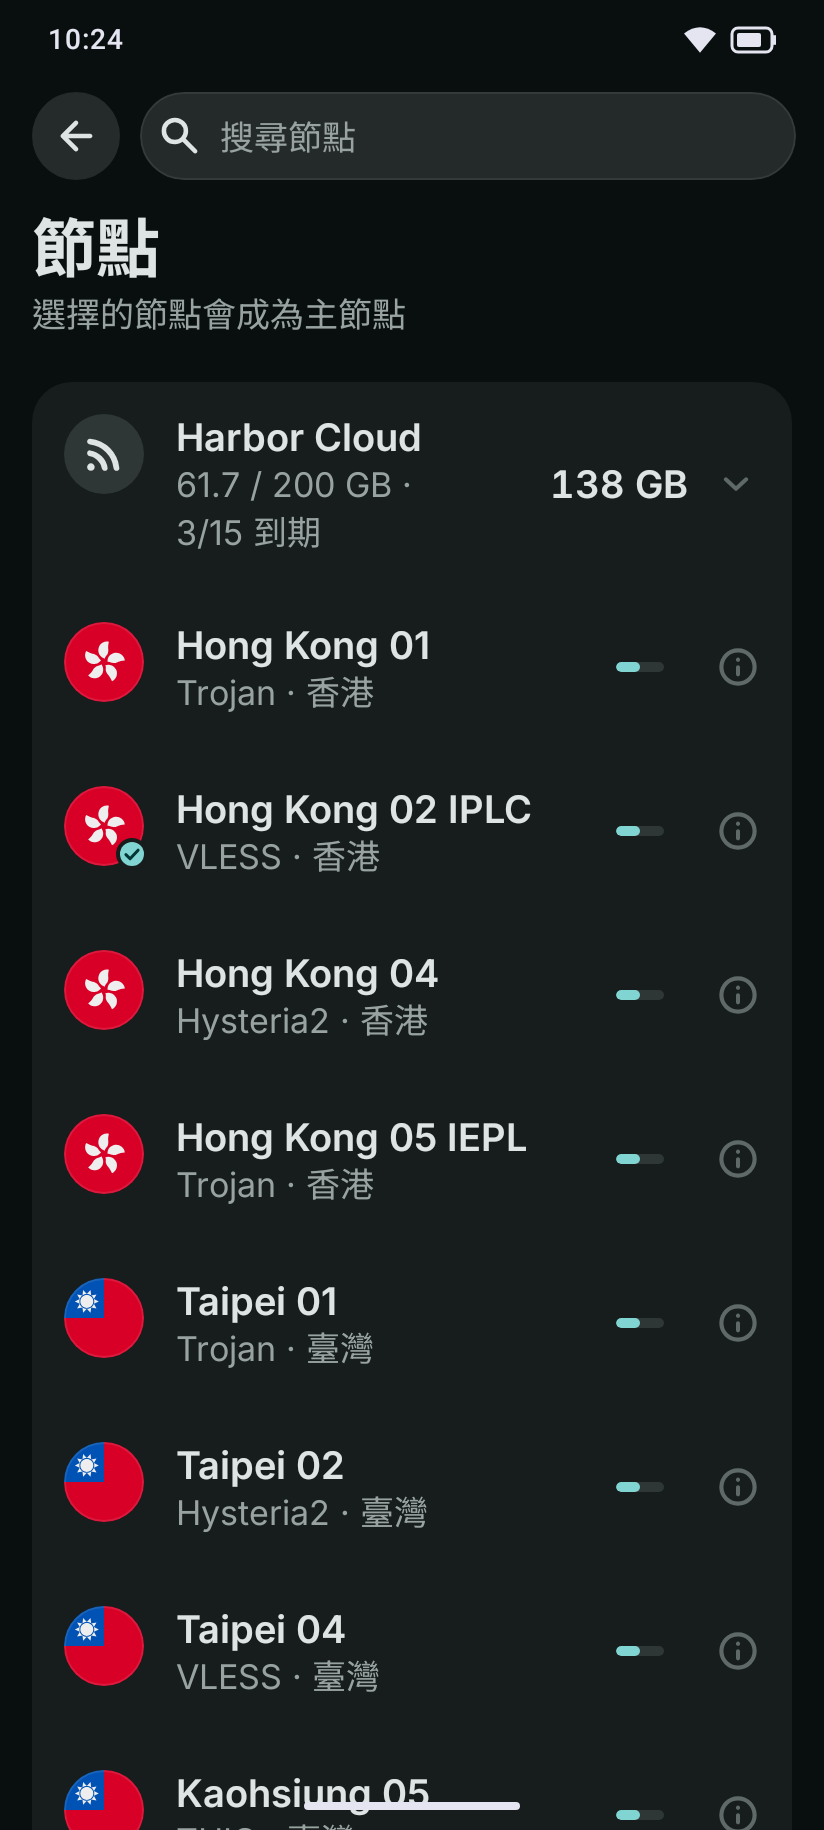 10:24
搜尋節點
節點
選擇的節點會成為主節點
Harbor Cloud
61.7 / 200 GB ·
3/15 到期
138 GB
Hong Kong 01
Trojan · 香港
Hong Kong 02 IPLC
VLESS · 香港
Hong Kong 04
Hysteria2 · 香港
Hong Kong 05 IEPL
Trojan · 香港
Taipei 01
Trojan · 臺灣
Taipei 02
Hysteria2 · 臺灣
Taipei 04
VLESS · 臺灣
Kaohsiung 05